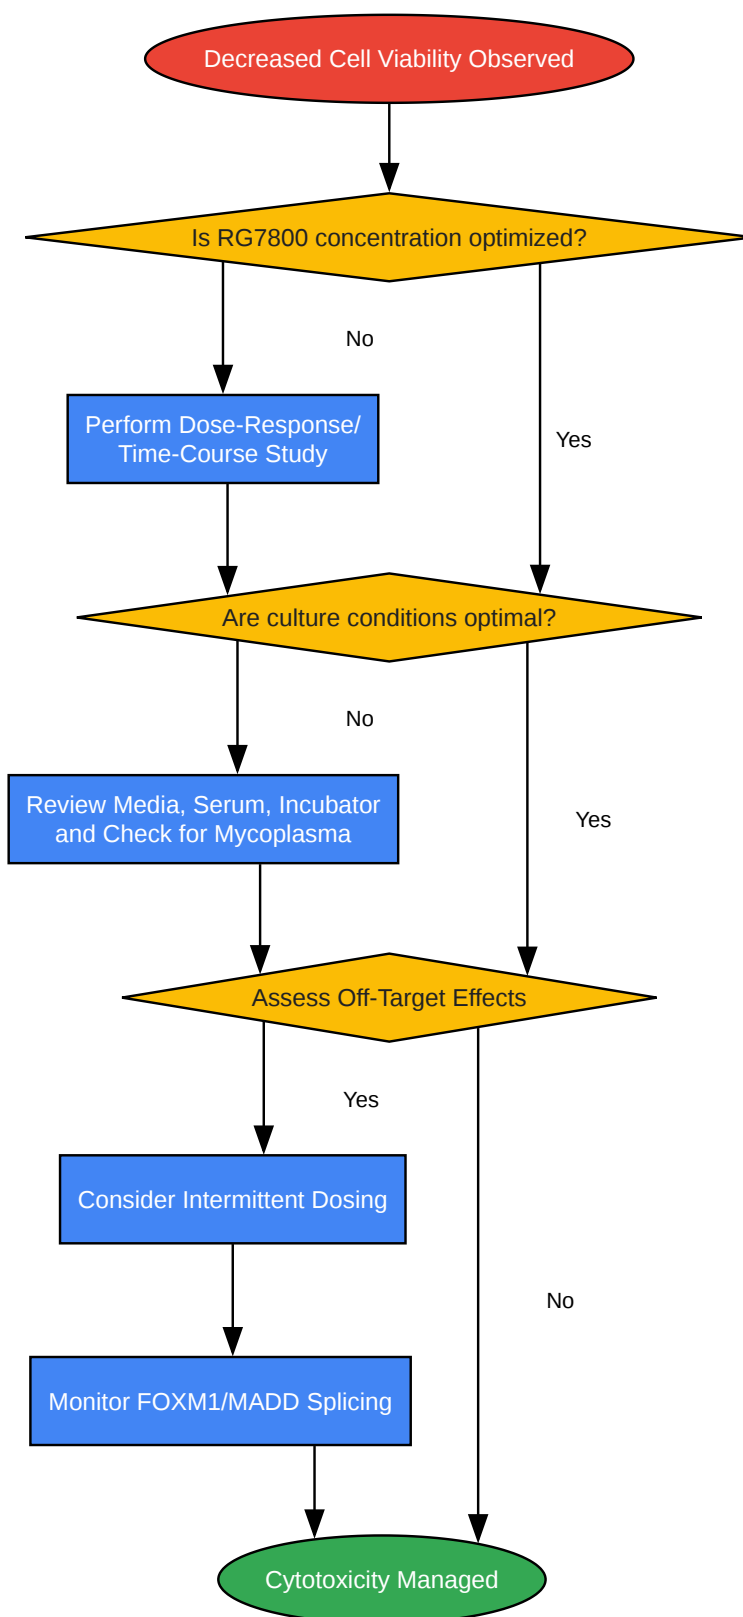 Decreased Cell Viability Observed
Is RG7800 concentration optimized?
No
Perform Dose-Response/
Time-Course Study
Yes
Are culture conditions optimal?
No
Review Media, Serum, Incubator
and Check for Mycoplasma
Yes
Assess Off-Target Effects
Yes
Consider Intermittent Dosing
No
Monitor FOXM1/MADD Splicing
Cytotoxicity Managed